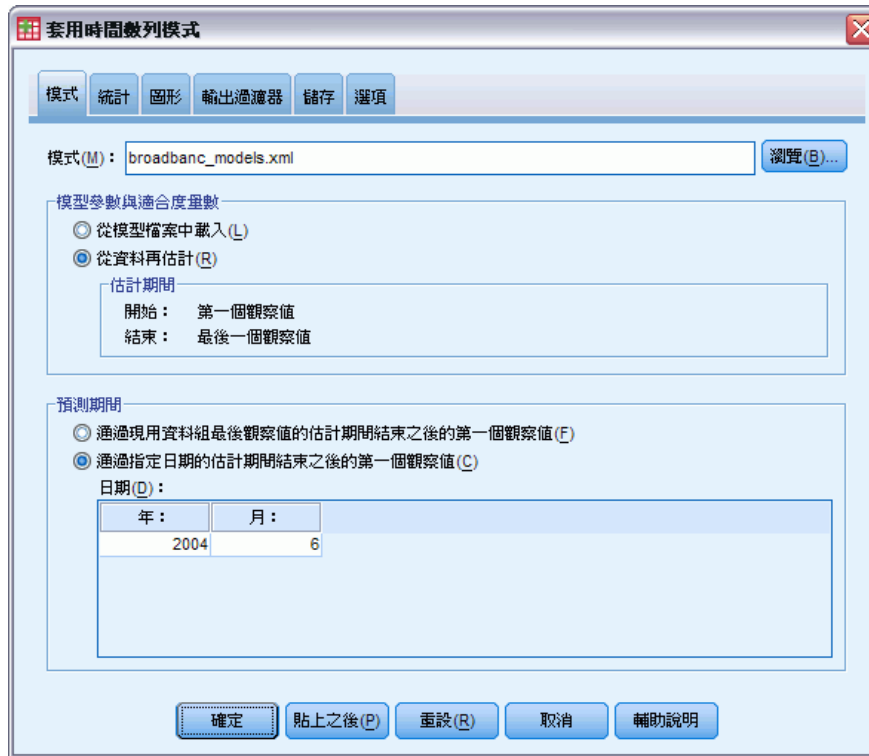 套用時間數列模式
模式 統計 圖形 輸出過濾器 儲存 選項
模式(M)： broadbanc_models.xml 瀏覽(B)...
模型參數與適合度量數
從模型檔案中載入(L)
從資料再估計(R)
估計期間
開始： 第一個觀察值
結束： 最後一個觀察值
預測期間
通過現用資料組最後觀察值的估計期間結束之後的第一個觀察值(F)
通過指定日期的估計期間結束之後的第一個觀察值(C)
日期(D)：
年： 月：
2004 6
確定 貼上之後(P) 重設(R) 取消 輔助說明